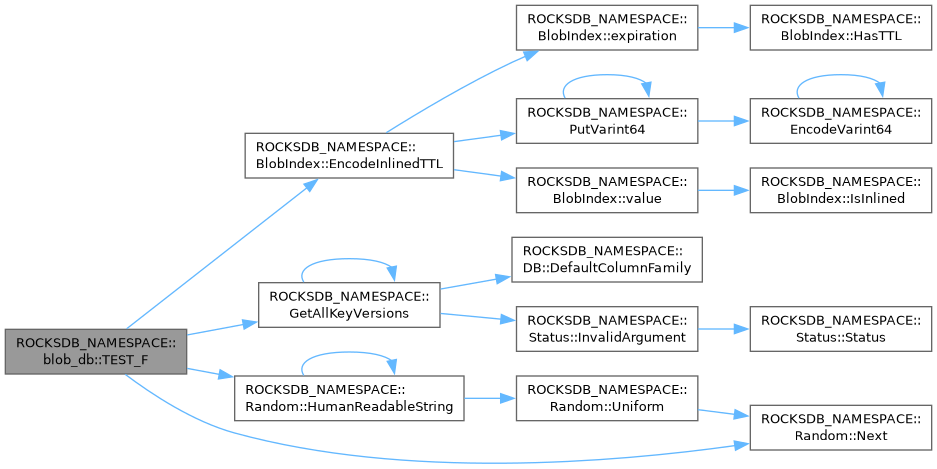 ROCKSDB_NAMESPACE::
blob_db::TEST_F
ROCKSDB_NAMESPACE::
BlobIndex::EncodeInlinedTTL
ROCKSDB_NAMESPACE::
GetAllKeyVersions
ROCKSDB_NAMESPACE::
Random::HumanReadableString
ROCKSDB_NAMESPACE::
BlobIndex::expiration
ROCKSDB_NAMESPACE::
PutVarint64
ROCKSDB_NAMESPACE::
BlobIndex::value
ROCKSDB_NAMESPACE::
DB::DefaultColumnFamily
ROCKSDB_NAMESPACE::
Status::InvalidArgument
ROCKSDB_NAMESPACE::
Random::Uniform
ROCKSDB_NAMESPACE::
BlobIndex::HasTTL
ROCKSDB_NAMESPACE::
EncodeVarint64
ROCKSDB_NAMESPACE::
BlobIndex::IsInlined
ROCKSDB_NAMESPACE::
Status::Status
ROCKSDB_NAMESPACE::
Random::Next